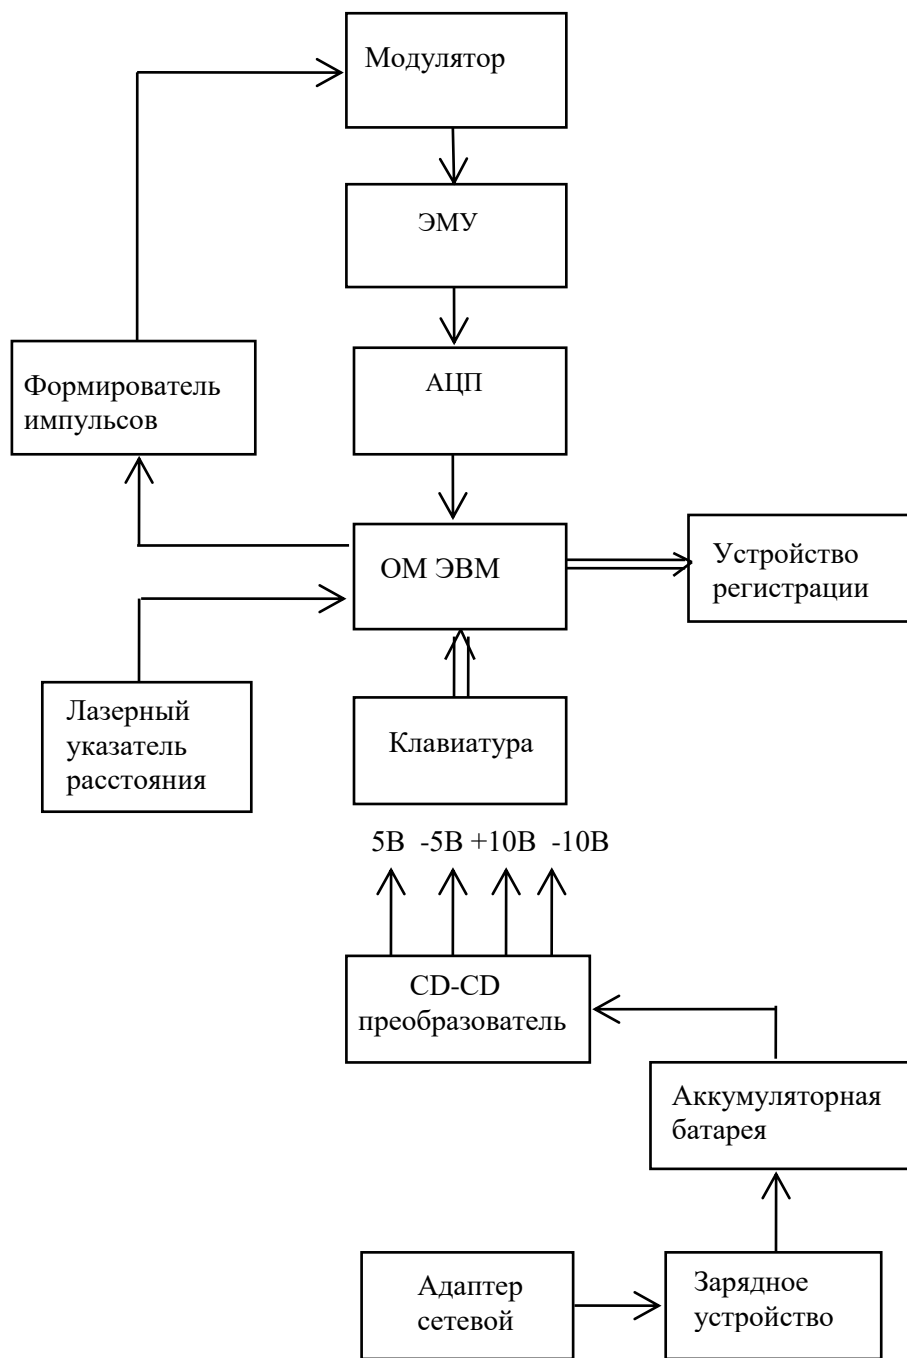 Модулятор
ЭМУ
АЦП
Формирователь
импульсов
ОМ ЭВМ
Устройство
регистрации
Лазерный
указатель
расстояния
Клавиатура
5В -5В +10В -10В
CD-CD
преобразователь
Аккумуляторная
батарея
Адаптер
сетевой
Зарядное
устройство